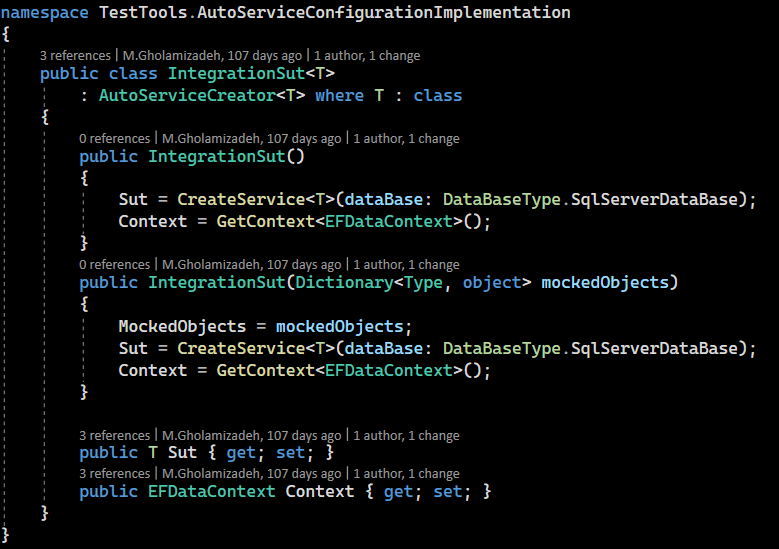 namespace TestTools.AutoServiceConfigurationImplementation
{
3 references | M.Gholamizadeh, 107 days ago | 1 author, 1 change
public class IntegrationSut<T>
: AutoServiceCreator<T> where T : class
{
0 references | M.Gholamizadeh, 107 days ago | 1 author, 1 change
public IntegrationSut()
{
Sut = CreateService<T>(dataBase: DataBaseType.SqlServerDataBase);
Context = GetContext<EFDataContext>();
}
0 references | M.Gholamizadeh, 107 days ago | 1 author, 1 change
public IntegrationSut(Dictionary<Type, object> mockedObjects)
{
MockedObjects = mockedObjects;
Sut = CreateService<T>(dataBase: DataBaseType.SqlServerDataBase);
Context = GetContext<EFDataContext>();
}
3 references | M.Gholamizadeh, 107 days ago | 1 author, 1 change
public T Sut { get; set; }
3 references | M.Gholamizadeh, 107 days ago | 1 author, 1 change
public EFDataContext Context { get; set; }
}
}